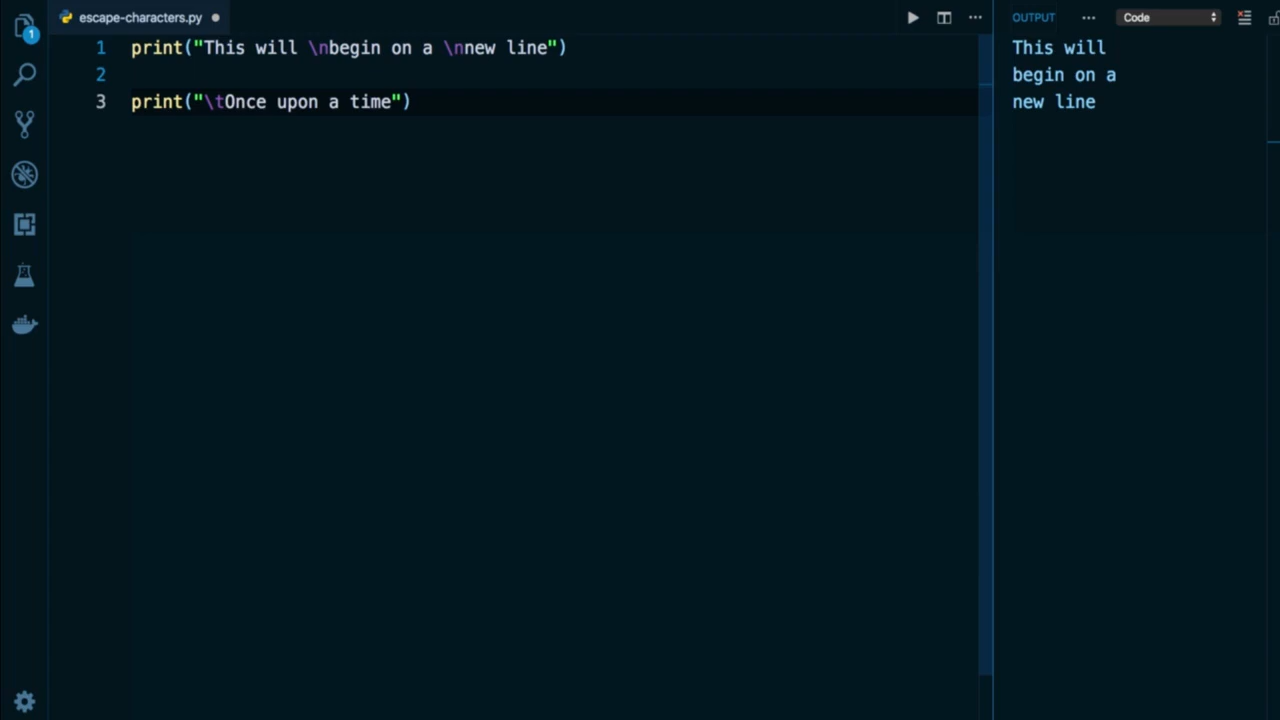 escape-characters.py
1 print("This will \nbegin on a \nnew line")
2
3 print("\tOnce upon a time")
1
OUTPUT
Code
This will
begin on a
new line